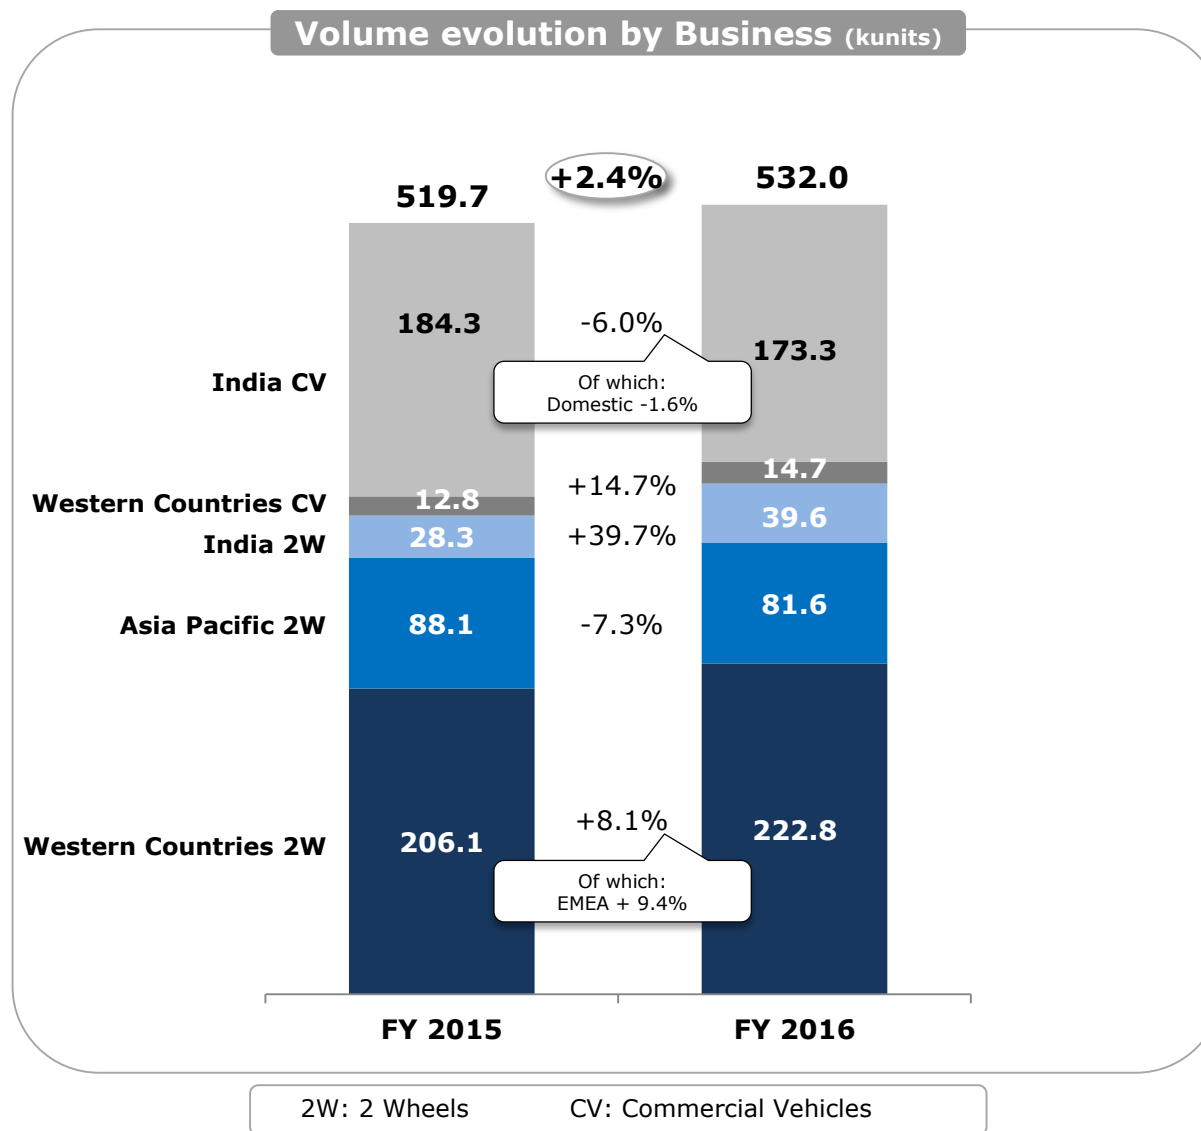 Volume evolution by Business (kunits)
519.7
+2.4%
532.0
184.3
-6.0%
173.3
India CV
Of which:
Domestic -1.6%
Western Countries CV
12.8
+14.7%
14.7
India 2W
28.3
+39.7%
39.6
Asia Pacific 2W
88.1
-7.3%
81.6
Western Countries 2W
206.1
+8.1%
222.8
Of which:
EMEA + 9.4%
FY 2015
FY 2016
2W: 2 Wheels
CV: Commercial Vehicles